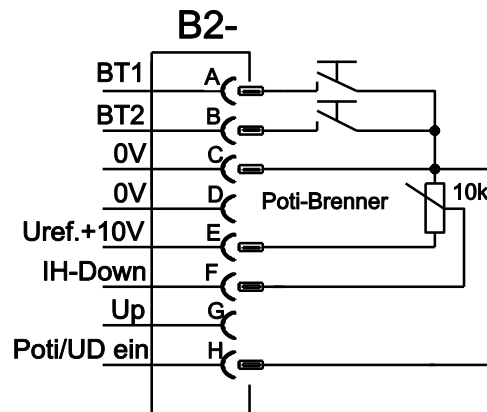 B2-
BT1 A
BT2 B
0V C
0V D Poti-Brenner 10k
Uref.+10V E
IH-Down F
Up G
Poti/UD ein H